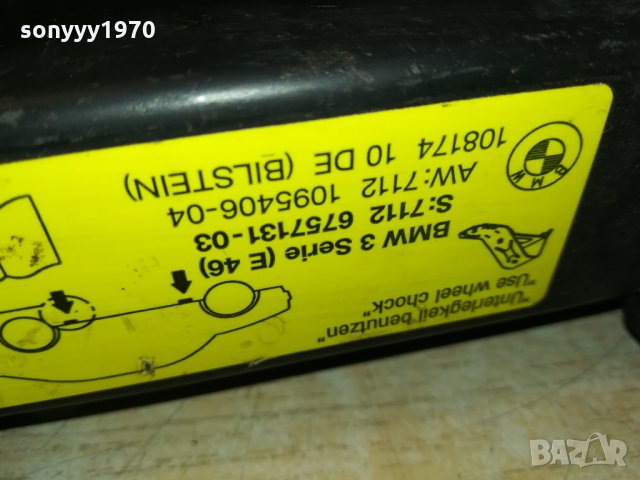 sonyyy1970
"Unterlegkeil benutzen"
"Use wheel chock"
BMW 3 Serie (E 46)
S:7112 6757131-03
AW:7112 1095406-04
108174 10 DE (BILSTEIN)
BMW
BAZAR